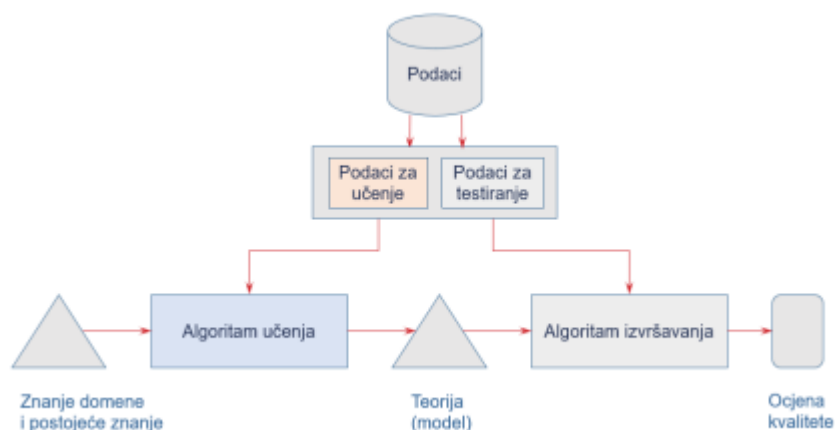 Podaci
Podaci za
učenje
Podaci za
testiranje
Algoritam učenja
Algoritam izvršavanja
Znanje domene
i postojeće znanje
Teorija
(model)
Ocjena
kvalitete